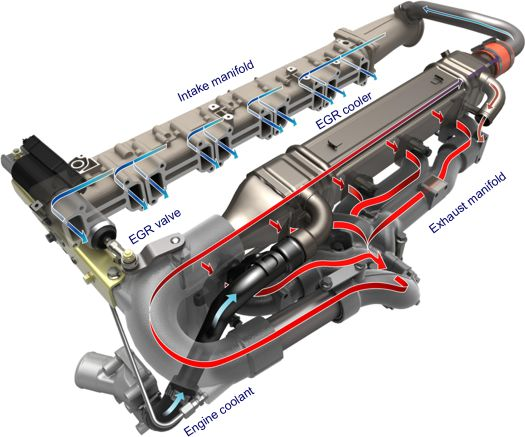 Intake manifold
EGR cooler
EGR valve
Exhaust manifold
Engine coolant